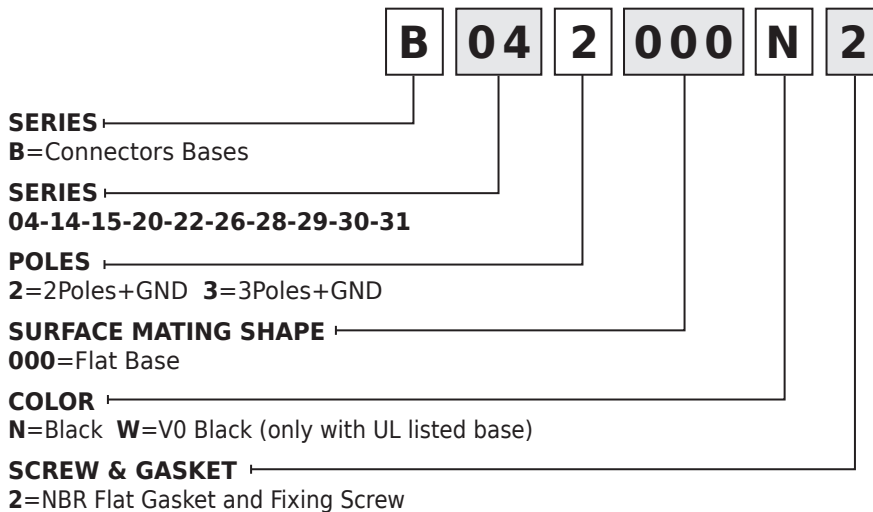 B 04 2 000 N 2
SERIES
B=Connectors Bases
SERIES
04-14-15-20-22-26-28-29-30-31
POLES
2=2Poles+GND 3=3Poles+GND
SURFACE MATING SHAPE
000=Flat Base
COLOR
N=Black W=V0 Black (only with UL listed base)
SCREW & GASKET
2=NBR Flat Gasket and Fixing Screw